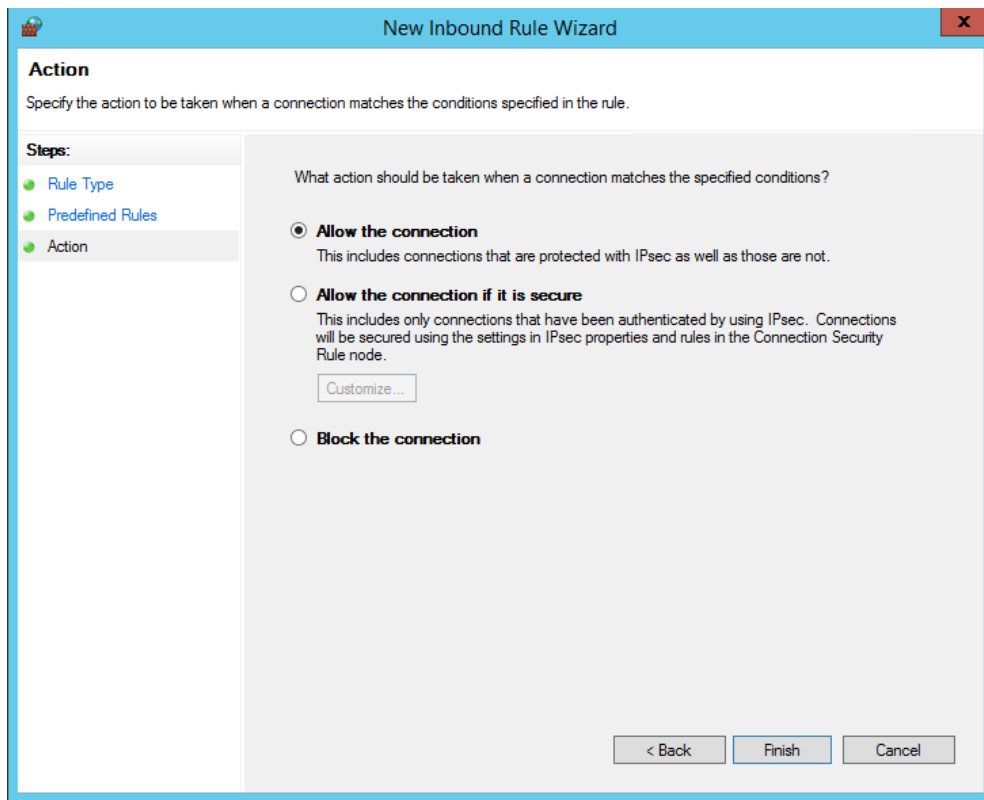 New Inbound Rule Wizard
x
Action
Specify the action to be taken when a connection matches the conditions specified in the rule.
Steps:
Rule Type
Predefined Rules
Action
What action should be taken when a connection matches the specified conditions?
Allow the connection
This includes connections that are protected with IPsec as well as those are not.
Allow the connection if it is secure
This includes only connections that have been authenticated by using IPsec. Connections
will be secured using the settings in IPsec properties and rules in the Connection Security
Rule node.
Customize...
Block the connection
< Back
Finish
Cancel